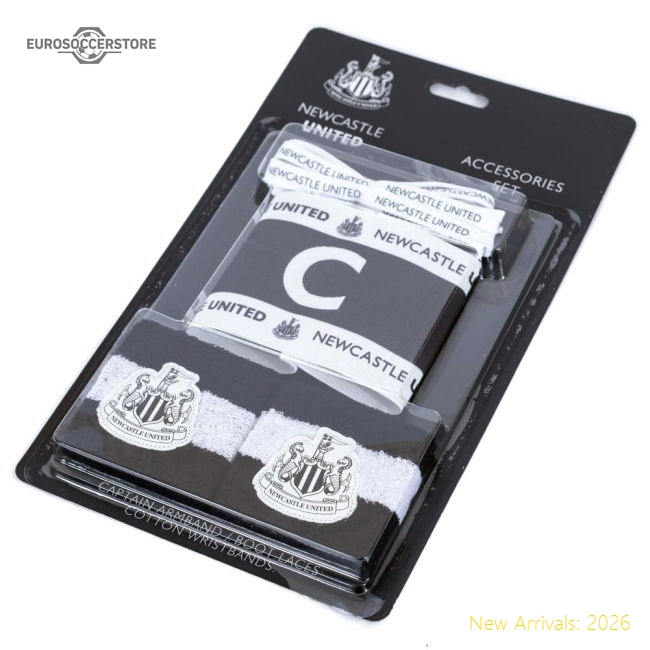 EUROSOCCERSTORE
NEWCASTLE
UNITED
ACCESSORIES
SET
NEWCASTLE UNITED
NEWCASTLE UNITED
NEWCASTLE UNITED
NEWCASTLE UNITED
UNITED NEWCASTLE
C
UNITED NEWCASTLE
NEWCASTLE UNITED
NEWCASTLE UNITED
CAPTAIN ARMBAND / BOOT LACES
COTTON WRISTBANDS.
New Arrivals: 2026